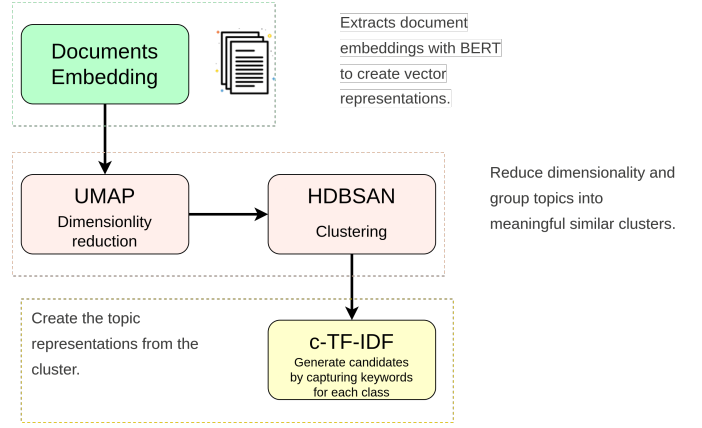 Documents
Embedding
Extracts document
embeddings with BERT
to create vector
representations.
UMAP
Dimensionlity
reduction
HDBSAN
Clustering
Reduce dimensionality and
group topics into
meaningful similar clusters.
Create the topic
representations from the
cluster.
c-TF-IDF
Generate candidates
by capturing keywords
for each class